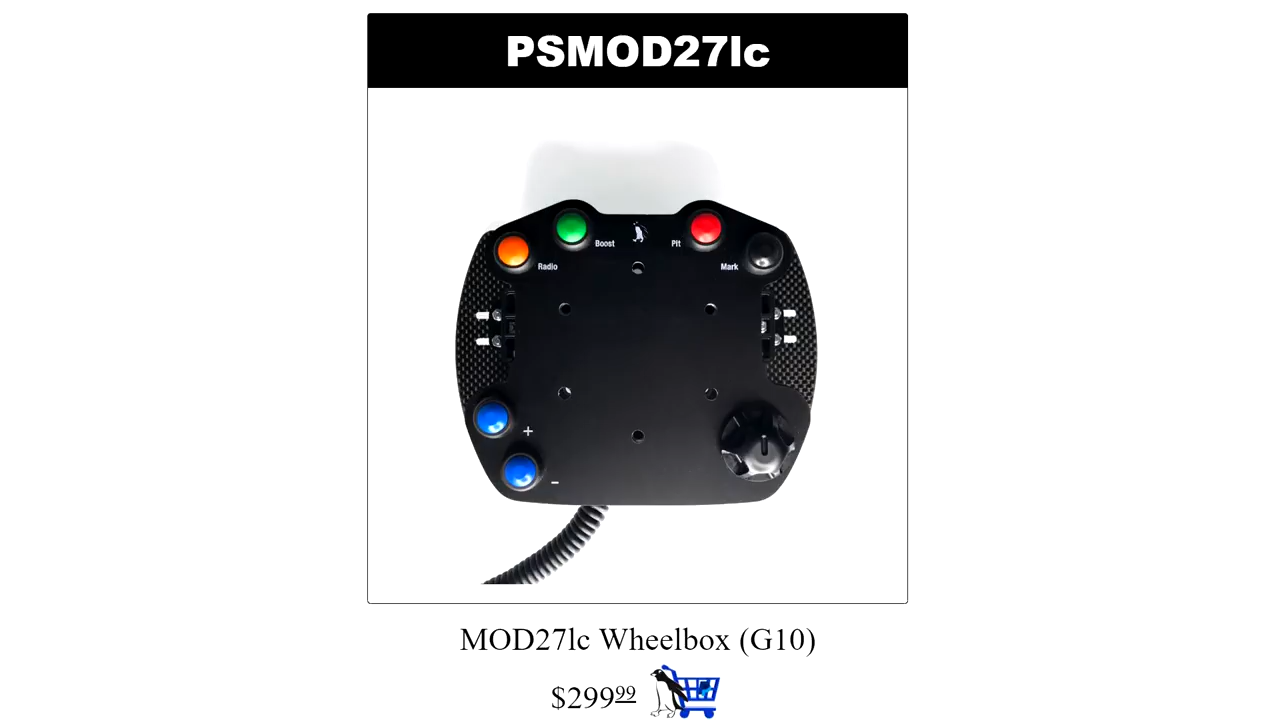 PSMOD27lc
Boost
Pit
Radio
Mark
+
-
MOD27lc Wheelbox (G10)
$29999